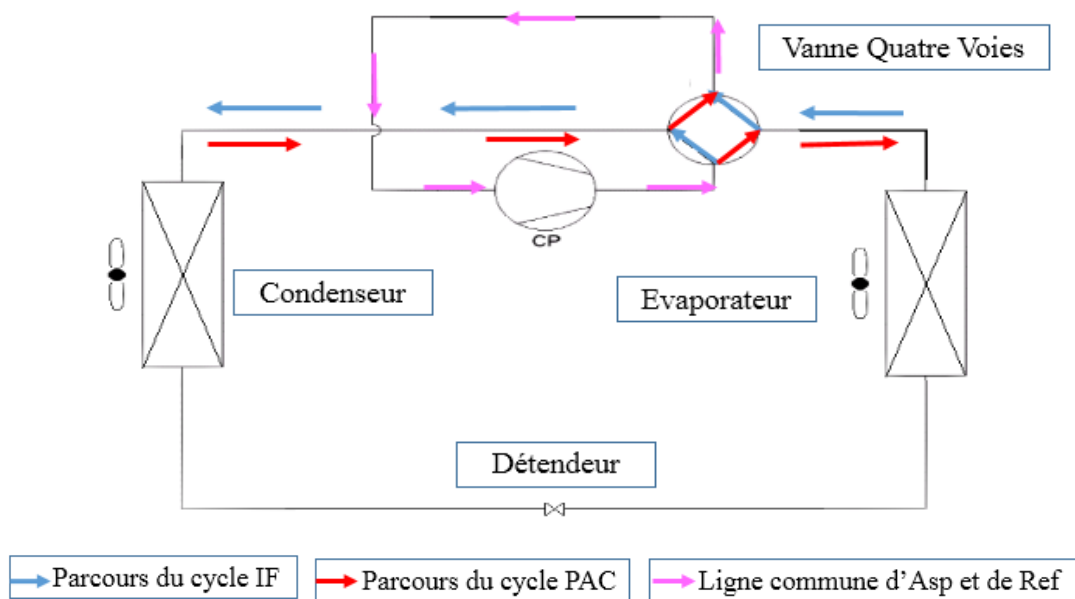 Vanne Quatre Voies
CP
Condenseur
Evaporateur
Détendeur
Parcours du cycle IF
Parcours du cycle PAC
Ligne commune d'Asp et de Ref